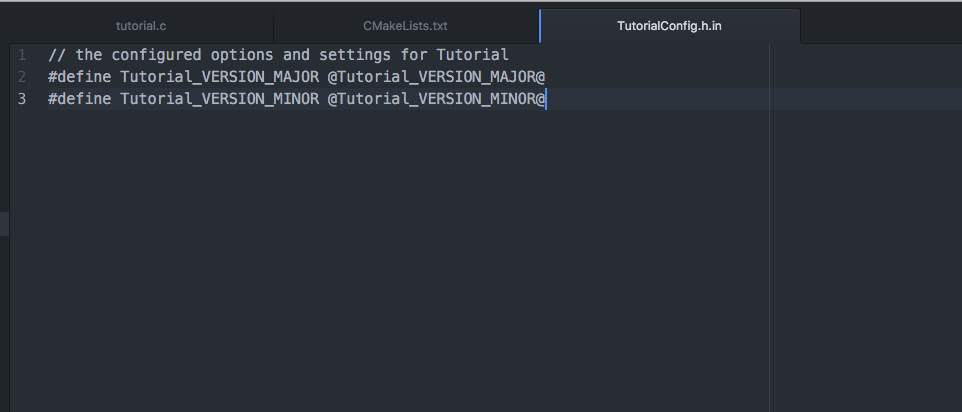 tutorial.c CMakeLists.txt TutorialConfig.h.in
1 // the configured options and settings for Tutorial
2 #define Tutorial_VERSION_MAJOR @Tutorial_VERSION_MAJOR@
3 #define Tutorial_VERSION_MINOR @Tutorial_VERSION_MINOR@